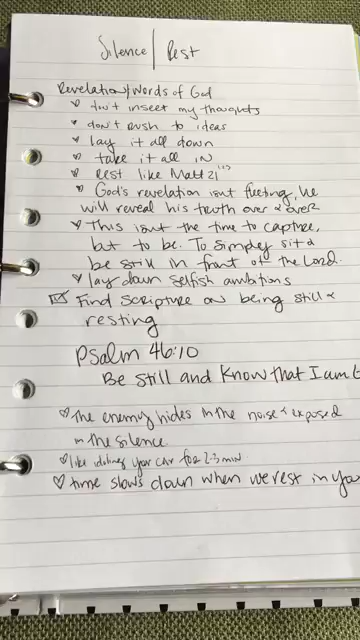 Silence | Rest
Revelation/Words of God
don't insert my thoughts
don't rush to ideas
lay it all down
take it all in
Rest like Matt 21
God's revelation isn't fleeting, He
will reveal his truth over & over
This isn't the time to capture,
but to be. To simply sit &
be still in front of the Lord.
lay down selfish ambitions
Find scripture on being still &
resting
Psalm 46:10
Be still and know that I am
The enemy hides in the noise & exposed
in the silence.
like idoling your car for 2-3 min
time slows down when we rest in